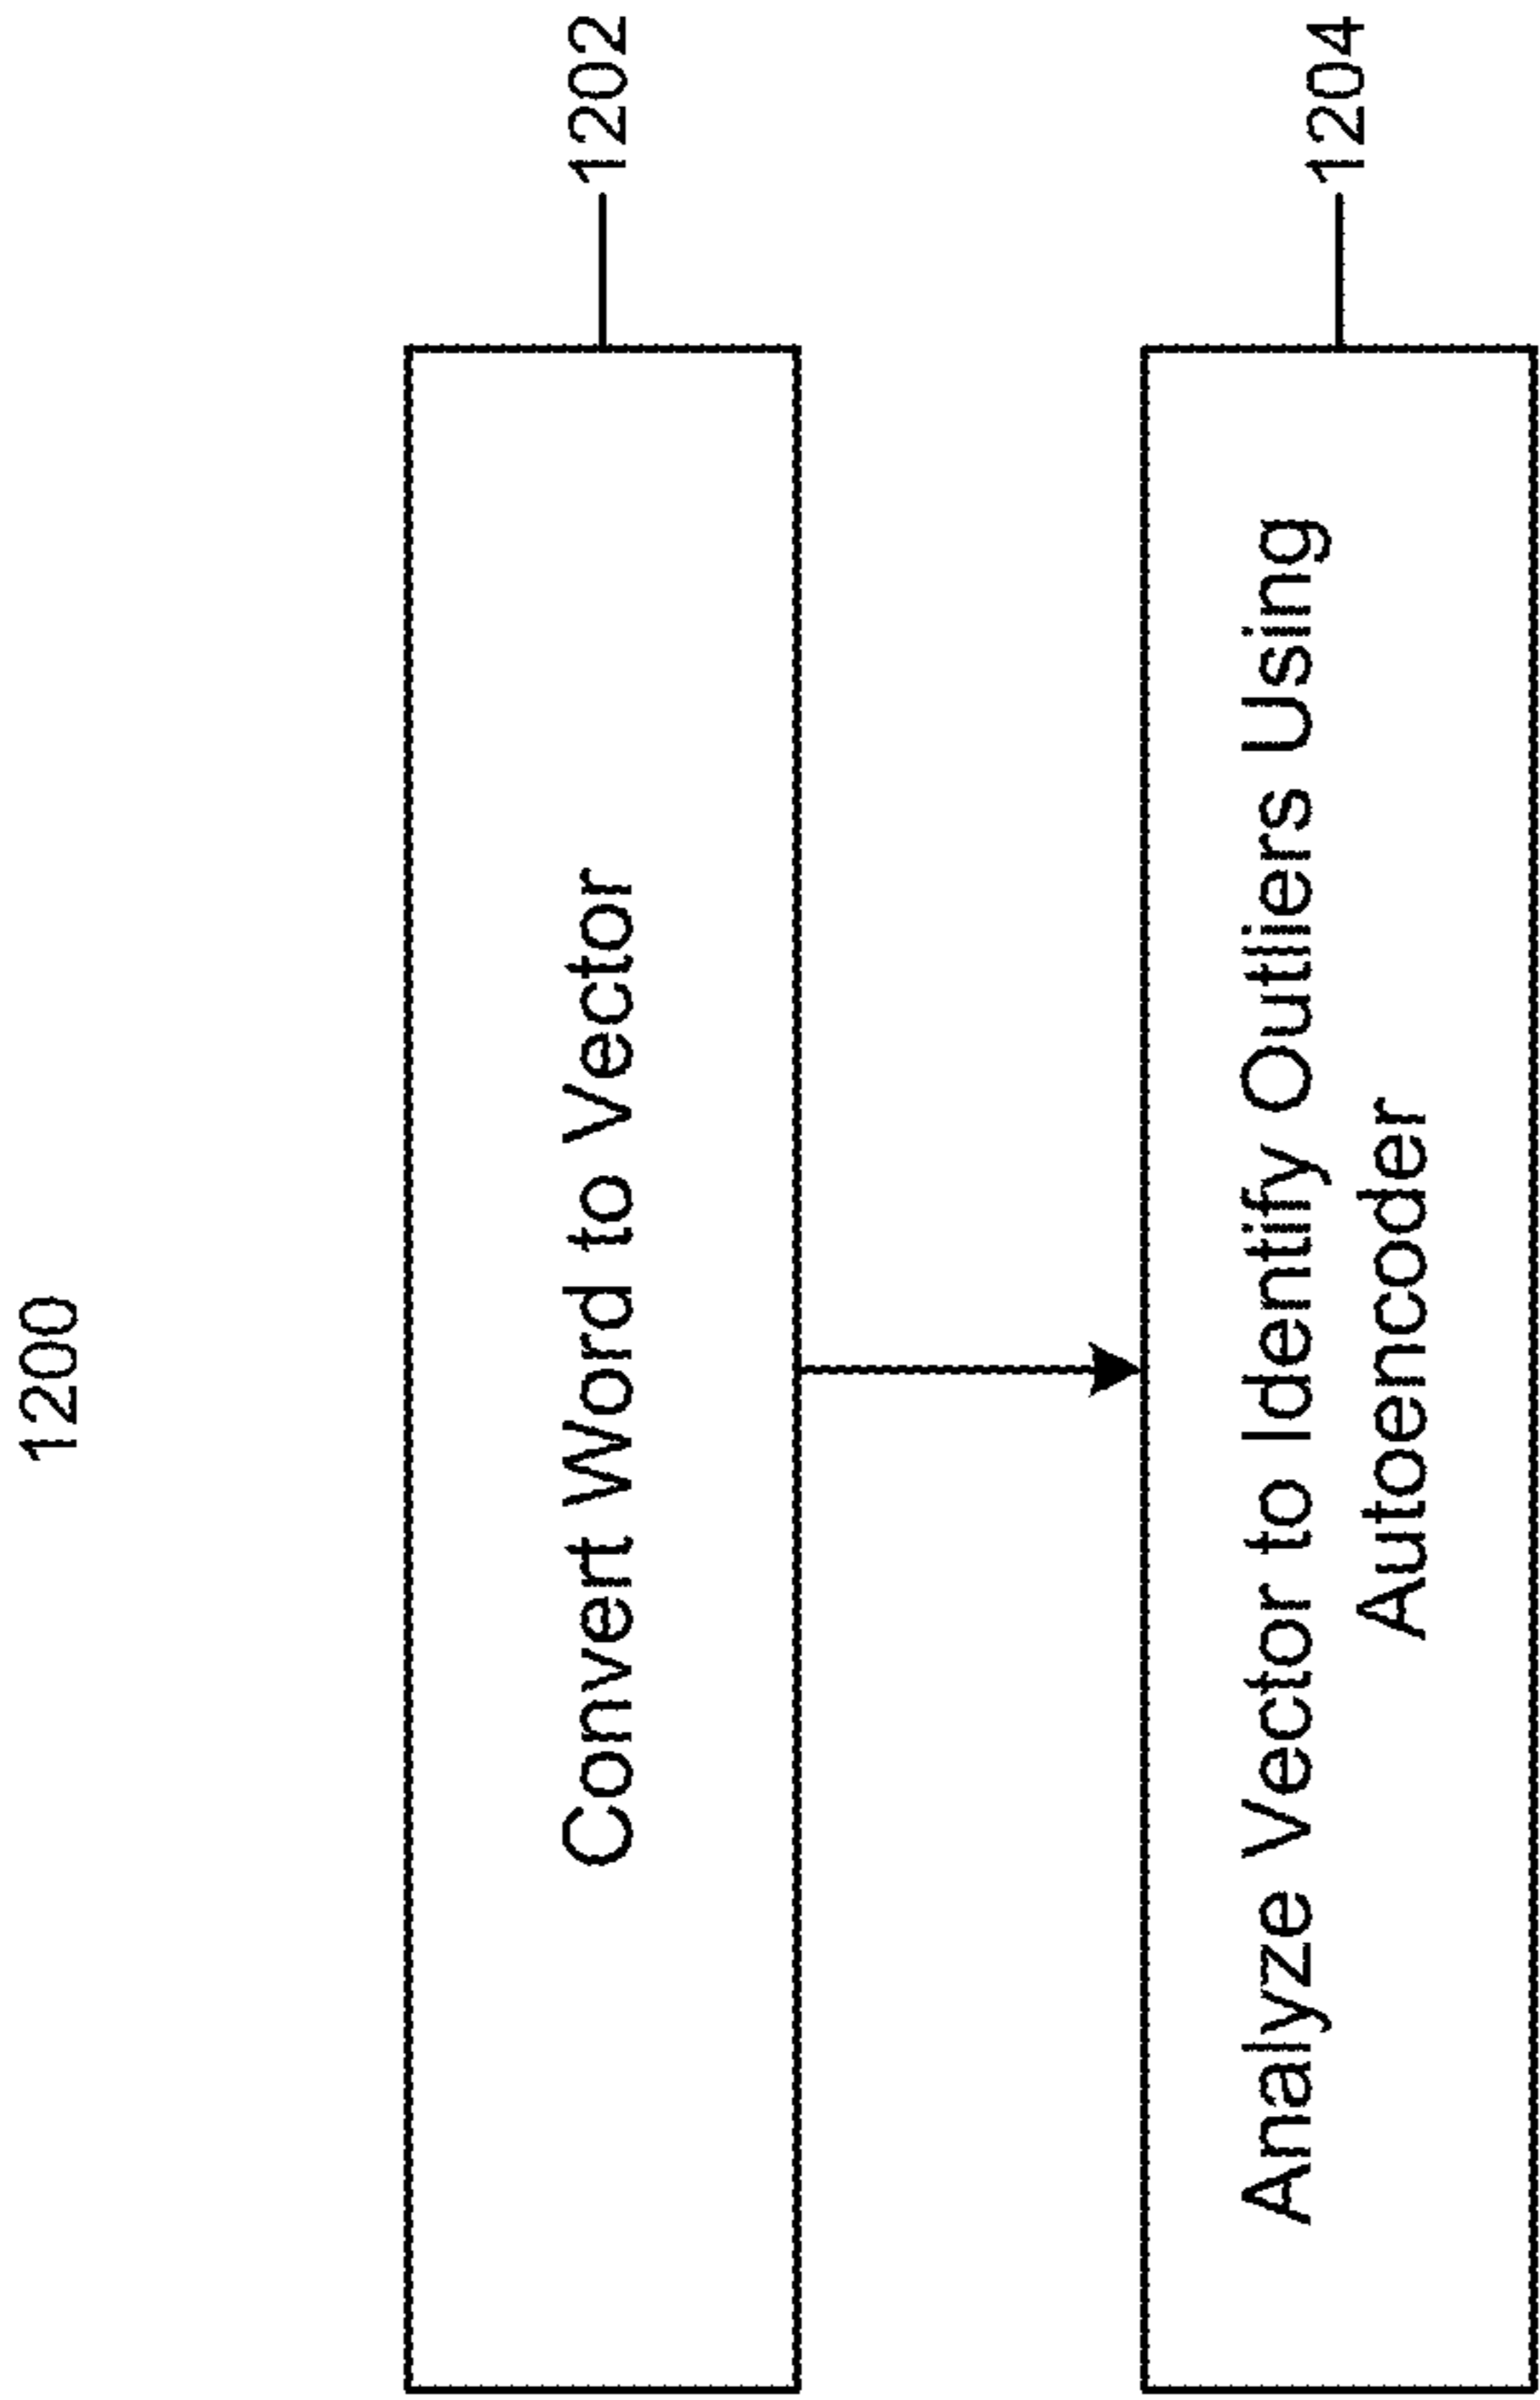 1200
Convert Word to Vector
1202
Analyze Vector to Identify Outliers Using
Autoencoder
1204